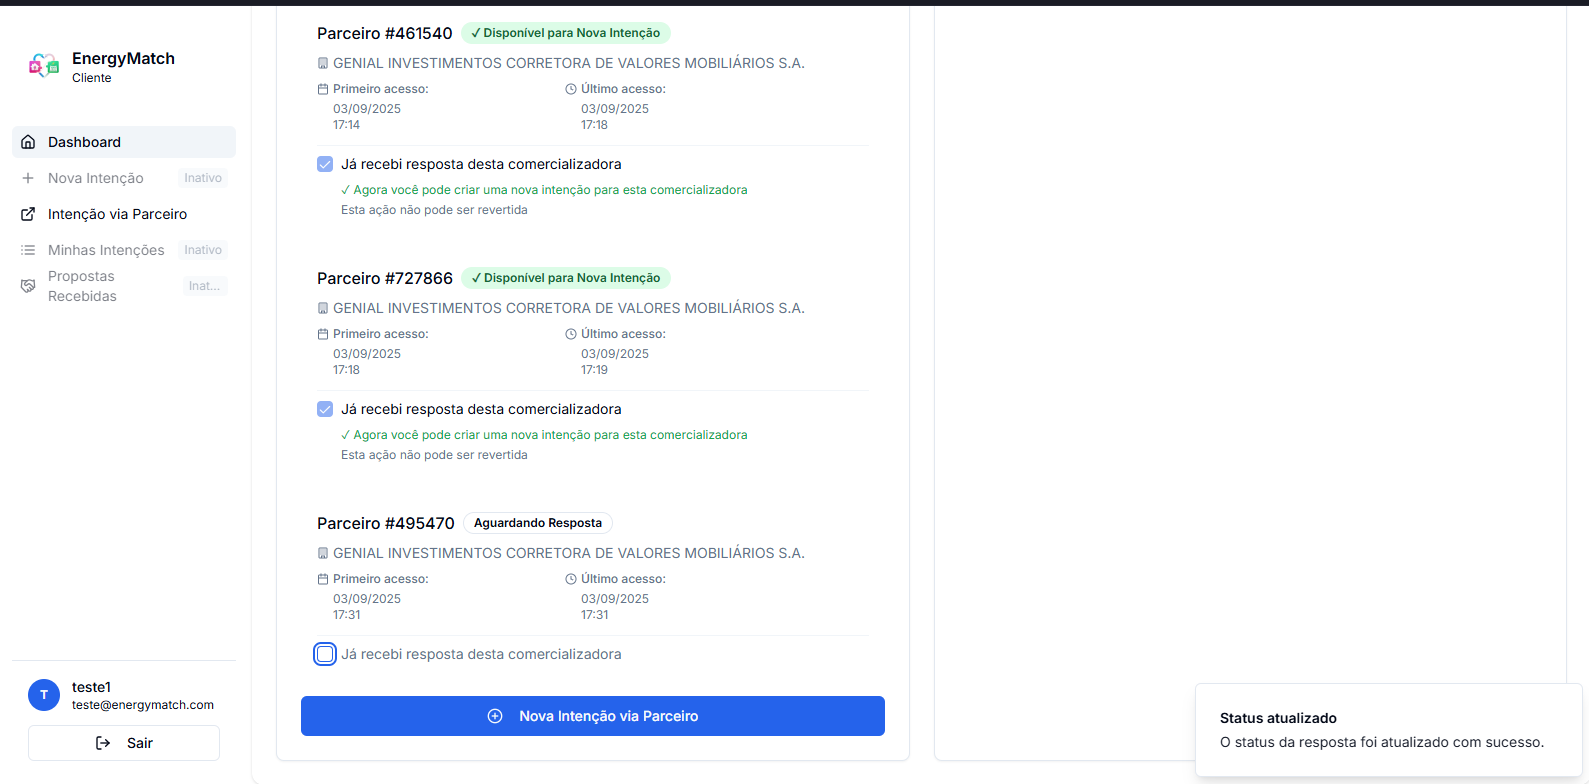 EnergyMatch
Cliente
Dashboard
Nova Intenção
Inativo
Intenção via Parceiro
Minhas Intenções
Inativo
Propostas
Recebidas
Inat...
teste1
teste@energymatch.com
T
Sair
Parceiro #461540
✓ Disponível para Nova Intenção
GENIAL INVESTIMENTOS CORRETORA DE VALORES MOBILIÁRIOS S.A.
Primeiro acesso:
03/09/2025
17:14
Último acesso:
03/09/2025
17:18
Já recebi resposta desta comercializadora
✓ Agora você pode criar uma nova intenção para esta comercializadora
Esta ação não pode ser revertida
Parceiro #727866
✓ Disponível para Nova Intenção
GENIAL INVESTIMENTOS CORRETORA DE VALORES MOBILIÁRIOS S.A.
Primeiro acesso:
03/09/2025
17:18
Último acesso:
03/09/2025
17:19
Já recebi resposta desta comercializadora
✓ Agora você pode criar uma nova intenção para esta comercializadora
Esta ação não pode ser revertida
Parceiro #495470
Aguardando Resposta
GENIAL INVESTIMENTOS CORRETORA DE VALORES MOBILIÁRIOS S.A.
Primeiro acesso:
03/09/2025
17:31
Último acesso:
03/09/2025
17:31
Já recebi resposta desta comercializadora
Nova Intenção via Parceiro
Status atualizado
O status da resposta foi atualizado com sucesso.